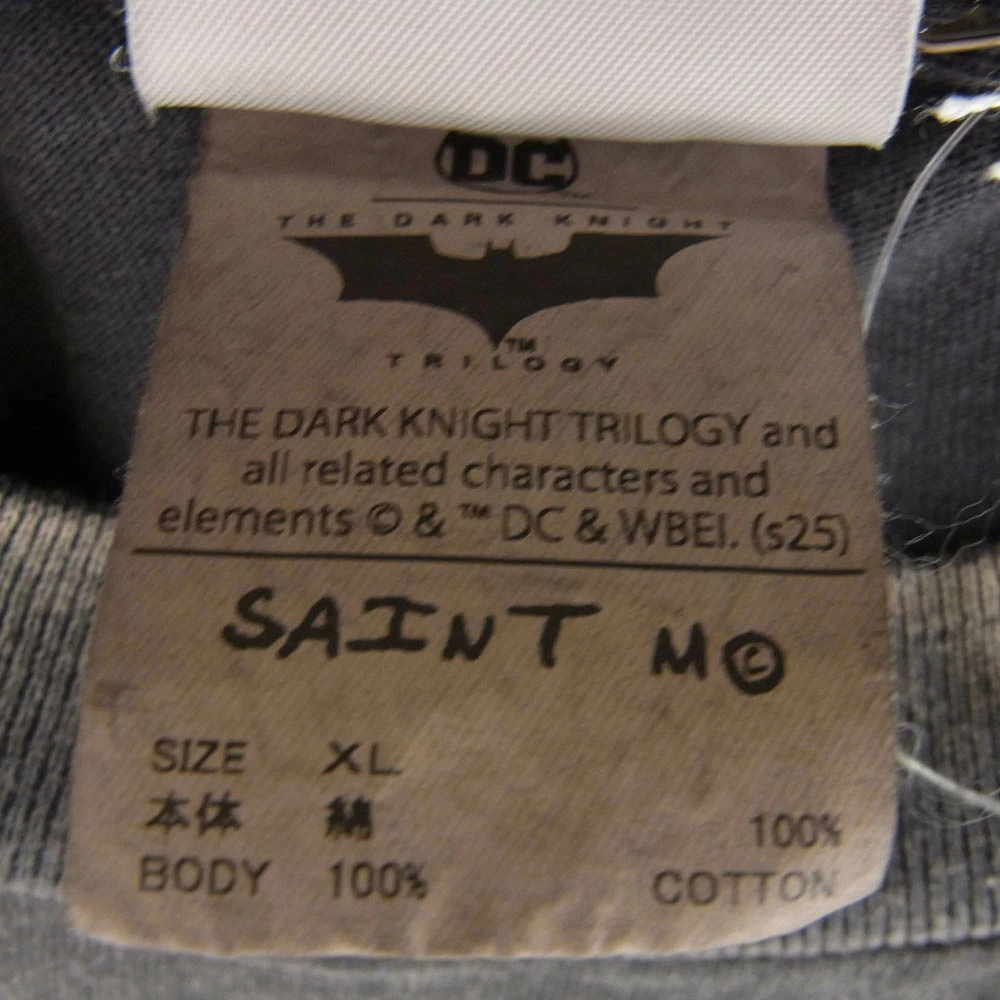 DC
THE DARK KNIGHT
TM
TRILOGY
THE DARK KNIGHT TRILOGY and
all related characters and
elements © & ™ DC & WBEI. (s25)
SAINT M©
SIZE XL
本体 綿 100%
BODY 100% COTTON